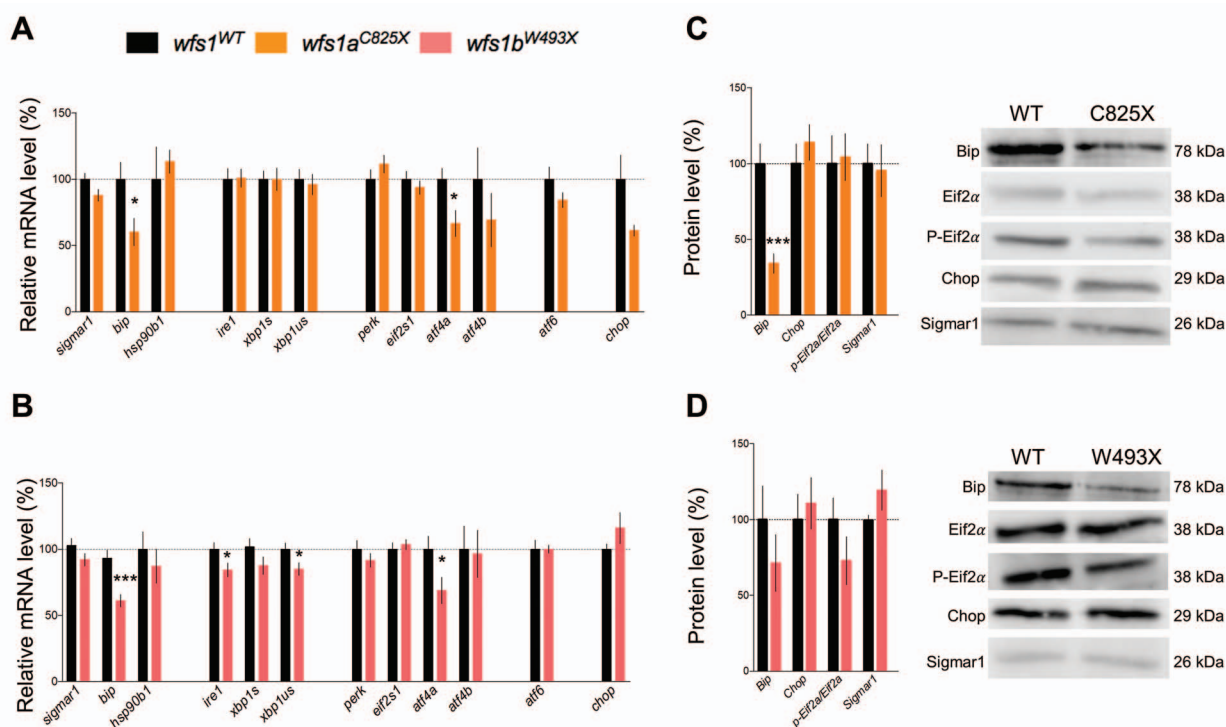 A
wfs1WT wfs1aC825X wfs1bW493X
Relative mRNA level (%)
150
100
50
0
* *
sigmar1 bip hsp90b1 ire1 xbp1s xbp1us perk eif2s1 atf4a atf4b atf6 chop
C
Protein level (%)
150
100
50
0
***
Bip Chop p-Eif2a/Eif2a Sigmar1
WT C825X
Bip 78 kDa
Eif2α 38 kDa
P-Eif2α 38 kDa
Chop 29 kDa
Sigmar1 26 kDa
B
Relative mRNA level (%)
150
100
50
0
*** * * *
sigmar1 bip hsp90b1 ire1 xbp1s xbp1us perk eif2s1 atf4a atf4b atf6 chop
D
Protein level (%)
150
100
50
0
Bip Chop p-Eif2a/Eif2a Sigmar1
WT W493X
Bip 78 kDa
Eif2α 38 kDa
P-Eif2α 38 kDa
Chop 29 kDa
Sigmar1 26 kDa